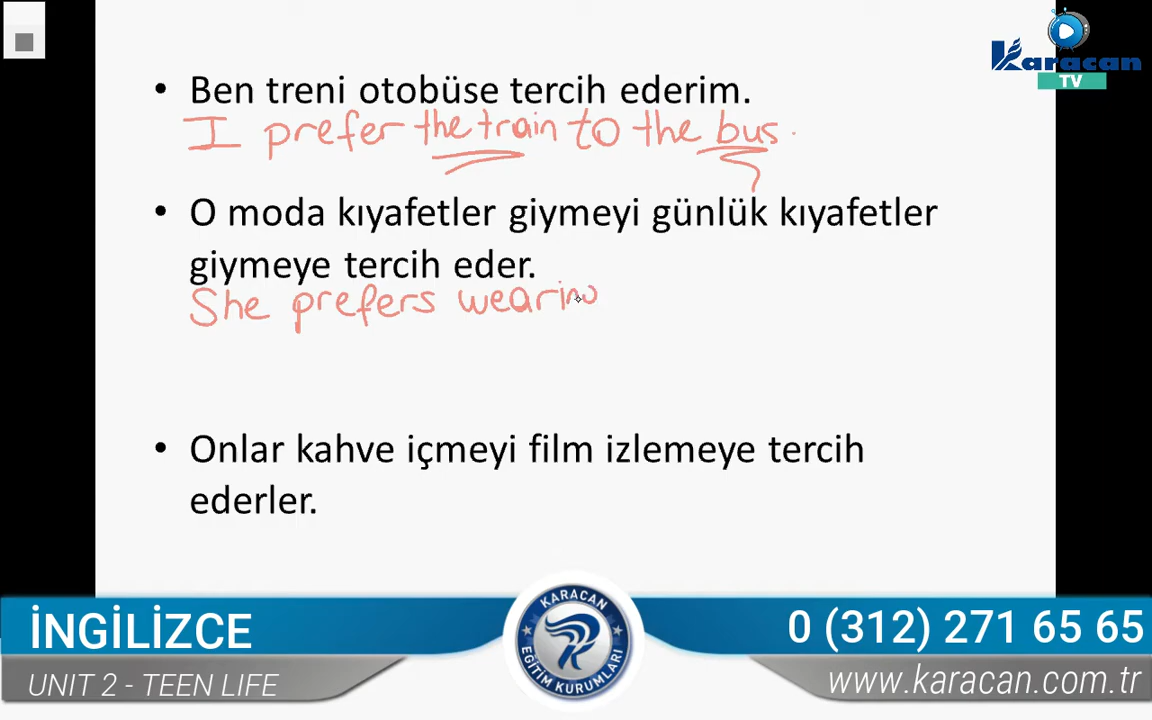 Karacan
TV
• Ben treni otobüse tercih ederim.
I prefer the train to the bus.
• O moda kıyafetler giymeyi günlük kıyafetler
giymeye tercih eder.
She prefers wearin
• Onlar kahve içmeyi film izlemeye tercih
ederler.
İNGİLİZCE
UNIT 2 - TEEN LIFE
KARACAN
EĞİTİM KURUMLARI
0 (312) 271 65 65
www.karacan.com.tr